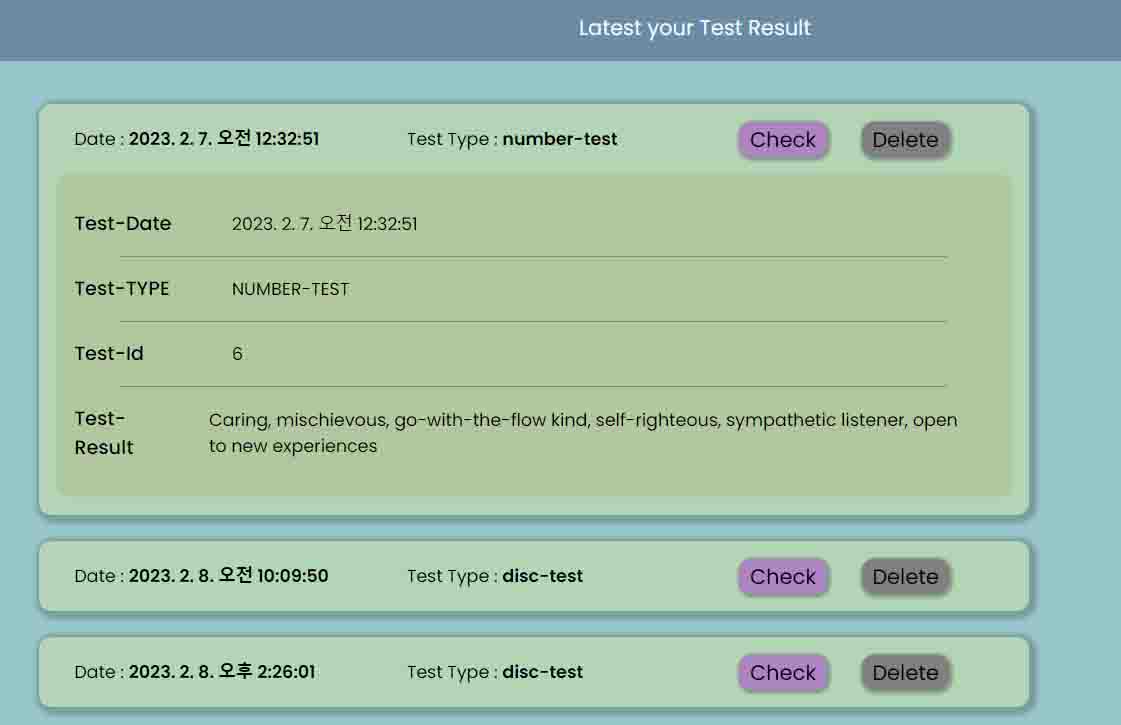 Latest your Test Result
Date : 2023. 2. 7. 오전 12:32:51 Test Type : number-test Check Delete
Test-Date 2023. 2. 7. 오전 12:32:51
Test-TYPE NUMBER-TEST
Test-Id 6
Test- Caring, mischievous, go-with-the-flow kind, self-righteous, sympathetic listener, open
Result to new experiences
Date : 2023. 2. 8. 오전 10:09:50 Test Type : disc-test Check Delete
Date : 2023. 2. 8. 오후 2:26:01 Test Type : disc-test Check Delete